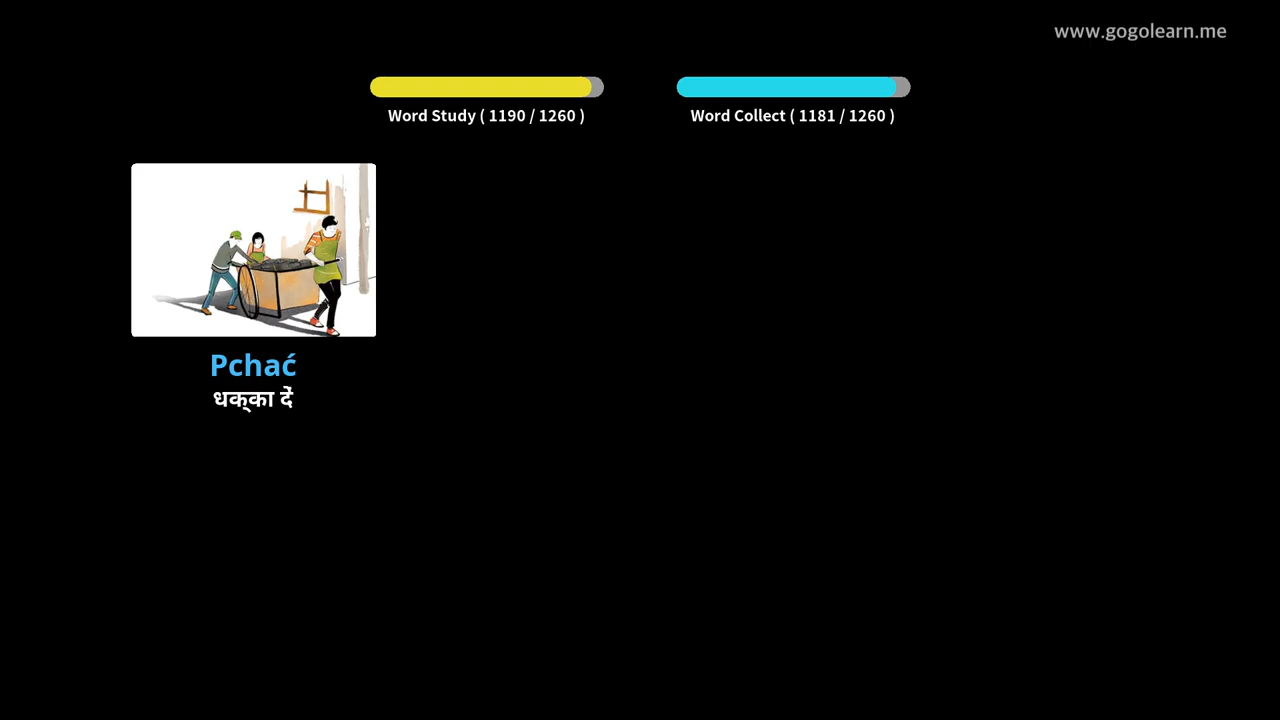 www.gogolearn.me
Word Study ( 1190 / 1260 )
Word Collect ( 1181 / 1260 )
Pchać
धक्का दें